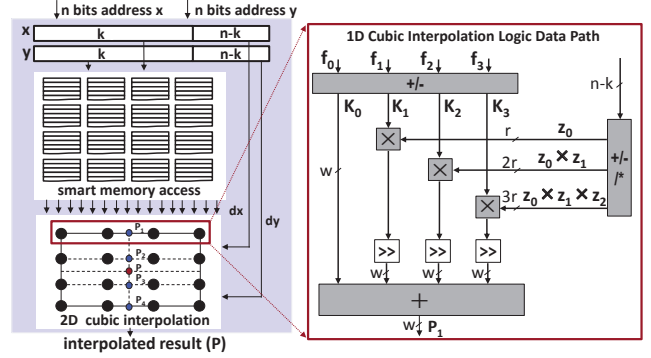 n bits address x n bits address y
x k n-k
y k n-k
smart memory access
dx
dy
P₁
P₂
P
P₃
P₄
2D cubic interpolation
interpolated result (P)
1D Cubic Interpolation Logic Data Path
f₀ f₁ f₂ f₃
+/-
n-k
K₀ K₁ K₂ K₃
× r z₀
w × 2r z₀ × z₁
+/-
/*
× 3r z₀ × z₁ × z₂
>> >> >>
w w w
+
w P₁